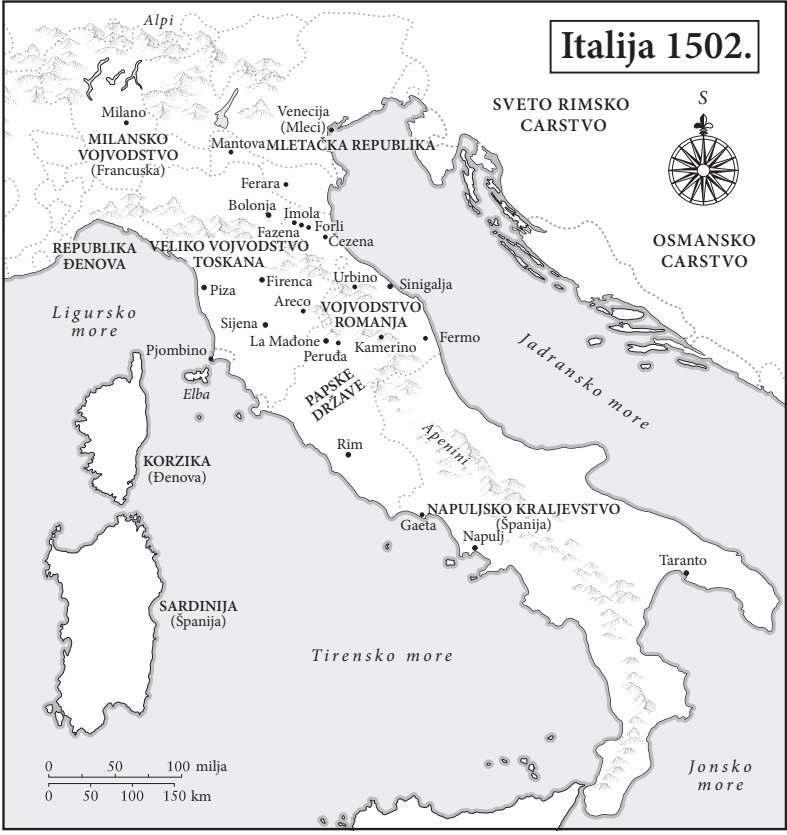 Alpi
Italija 1502.
Milano
MILANSKO
VOJVODSTVO
(Francuska)
Venecija
(Mleci)
Mantova
MLETAČKA REPUBLIKA
SVETO RIMSKO
CARSTVO
S
OSMANSKO
CARSTVO
Ferara
Bolonja
Imola
Fazena
Forli
Čezena
REPUBLIKA
ĐENOVA
VELIKO VOJVODSTVO
TOSKANA
Firenca
Piza
Urbino
Sinigalja
Areco
VOJVODSTVO
ROMANJA
Ligursko
more
Sijena
La Mađone
Peruđa
Kamerino
Fermo
Jadransko more
Pjombino
Elba
PAPSKE
DRŽAVE
Apenini
Rim
KORZIKA
(Đenova)
Gaeta
NAPULJSKO KRALJEVSTVO
(Španija)
Napulj
Taranto
SARDINIJA
(Španija)
Tirensko more
Jonsko
more
0 50 100 milja
0 50 100 150 km